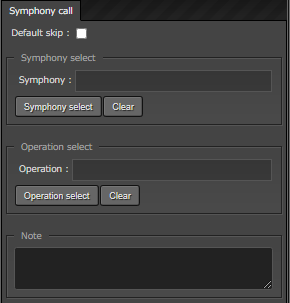 Symphony call
Default skip :
Symphony select
Symphony :
Symphony select Clear
Operation select
Operation :
Operation select Clear
Note